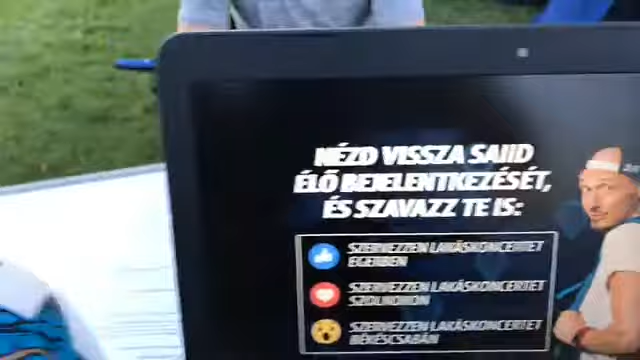 NÉZD VISSZA SAIID
ÉLŐ BEJELENTKEZÉSÉT,
ÉS SZAVAZZ TE IS:
SZERVEZZEN LAKÁSKONCERTET
EGERBEN
SZERVEZZEN LAKÁSKONCERTET
SZOLNOKON
SZERVEZZEN LAKÁSKONCERTET
BÉKÉSCSABÁN